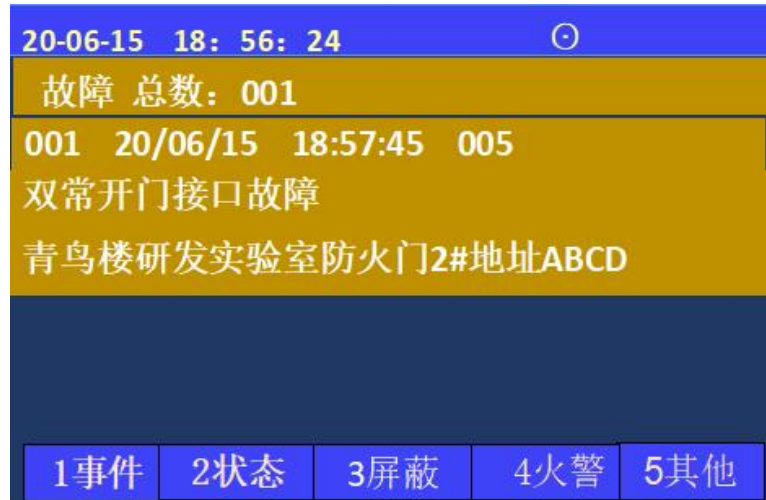 20-06-15 18：56：24
故障 总数：001
001 20/06/15 18:57:45 005
双常开门接口故障
青鸟楼研发实验室防火门2#地址ABCD
1事件 2状态 3屏蔽 4火警 5其他